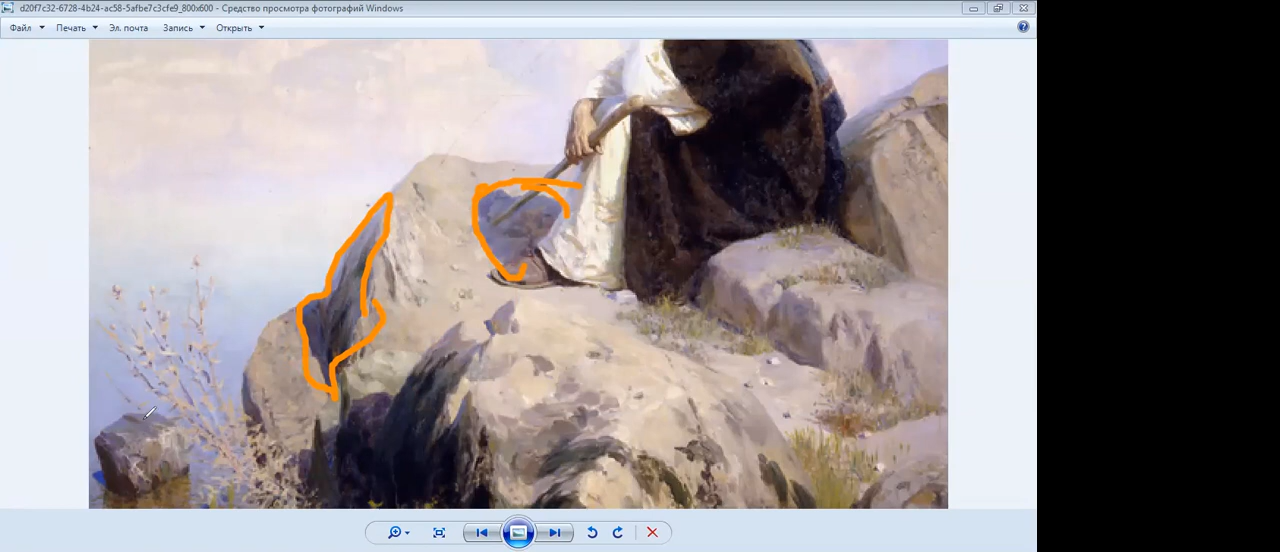 d20f7c32-6728-4b24-ac58-5afbe7c3cfe9_800x600 - Средство просмотра фотографий Windows
Файл Печать Эл. почта Запись Открыть